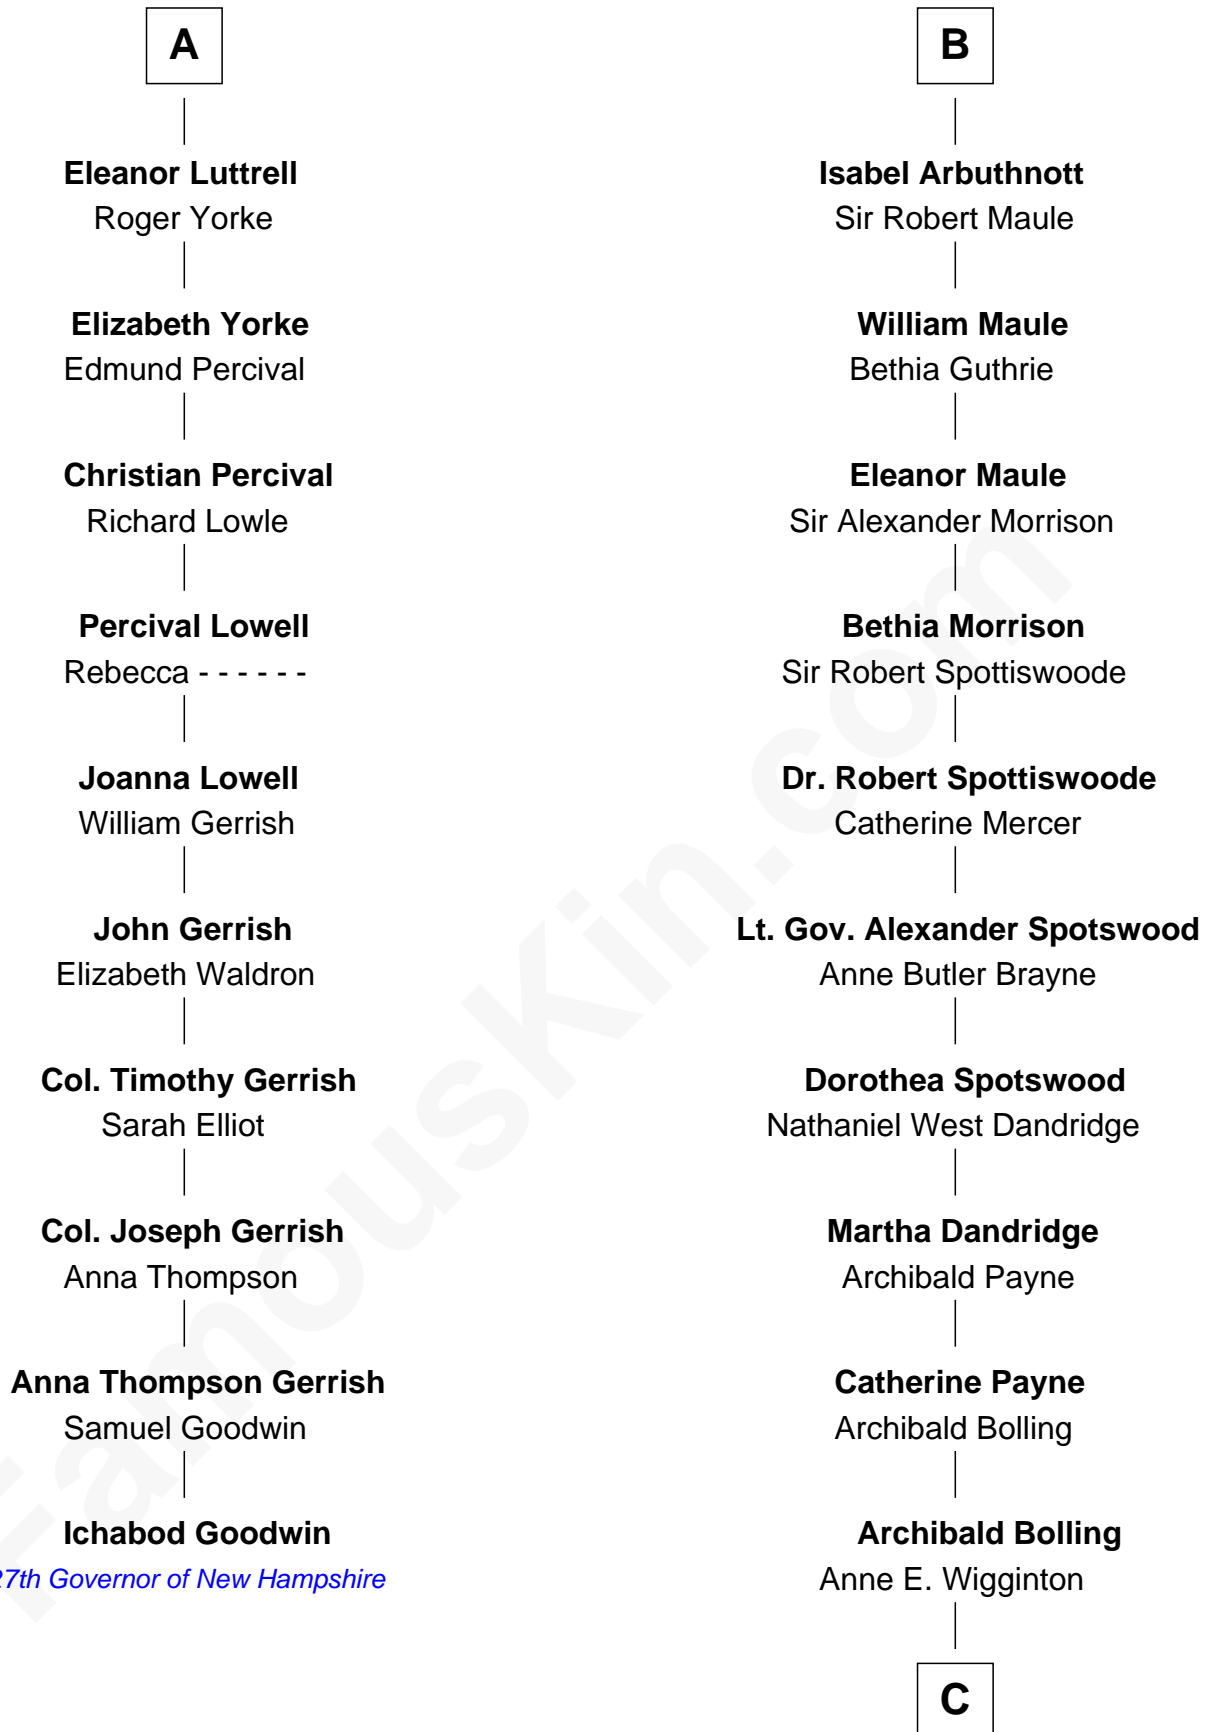 A
Eleanor Luttrell
Roger Yorke
Elizabeth Yorke
Edmund Percival
Christian Percival
Richard Lowle
Percival Lowell
Rebecca - - - - - -
Joanna Lowell
William Gerrish
John Gerrish
Elizabeth Waldron
Col. Timothy Gerrish
Sarah Elliot
Col. Joseph Gerrish
Anna Thompson
Anna Thompson Gerrish
Samuel Goodwin
Ichabod Goodwin
27th Governor of New Hampshire
B
Isabel Arbuthnott
Sir Robert Maule
William Maule
Bethia Guthrie
Eleanor Maule
Sir Alexander Morrison
Bethia Morrison
Sir Robert Spottiswoode
Dr. Robert Spottiswoode
Catherine Mercer
Lt. Gov. Alexander Spotswood
Anne Butler Brayne
Dorothea Spotswood
Nathaniel West Dandridge
Martha Dandridge
Archibald Payne
Catherine Payne
Archibald Bolling
Archibald Bolling
Anne E. Wigginton
C
FamousKin.com